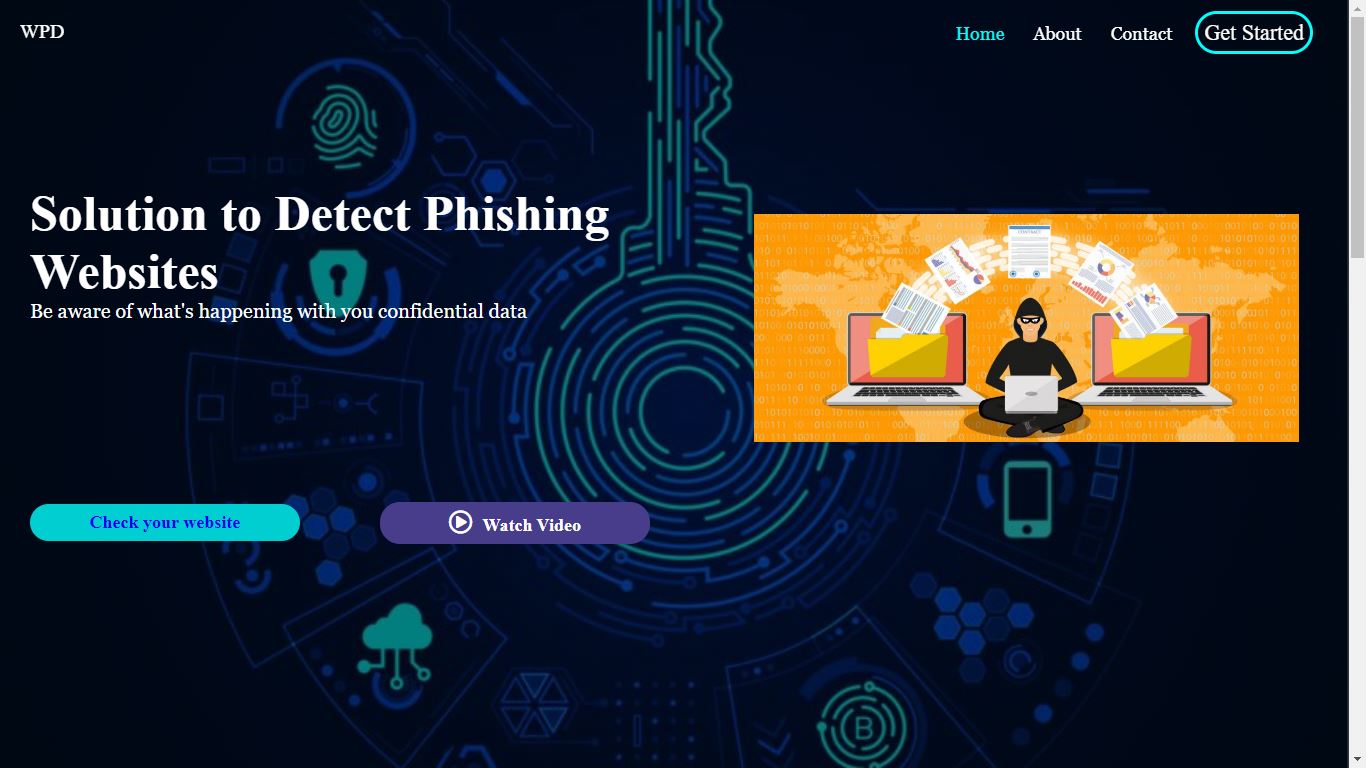 WPD
Home
About
Contact
Get Started
Solution to Detect Phishing
Websites
Be aware of what's happening with you confidential data
CONTRACT
Check your website
Watch Video